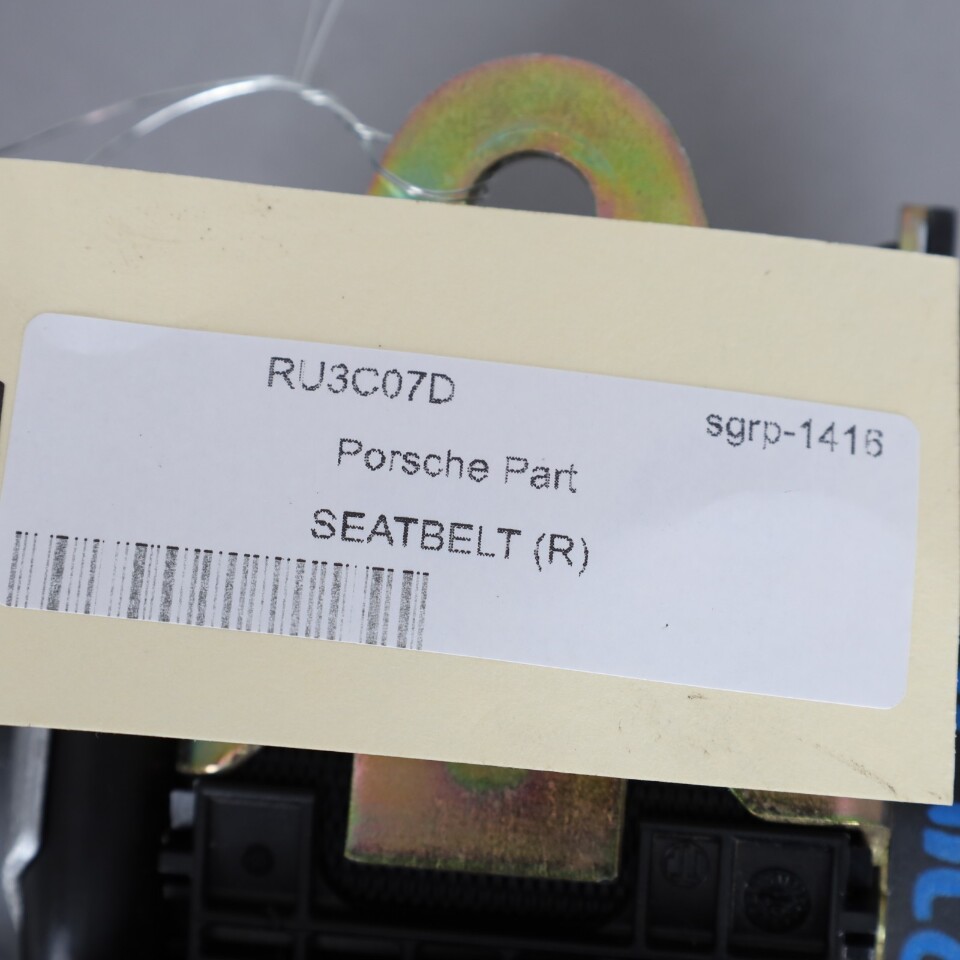 RU3C07D
sgrp-1416
Porsche Part
SEATBELT (R)